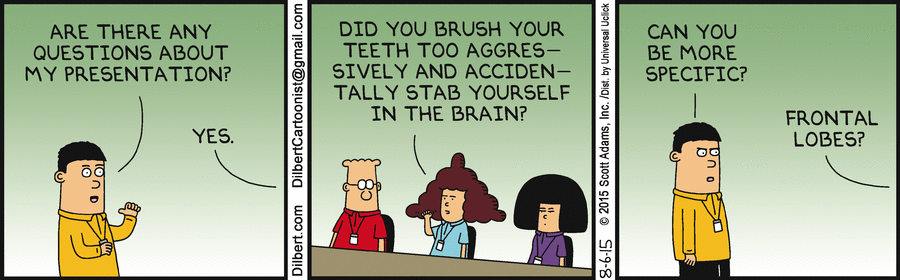 ARE THERE ANY
QUESTIONS ABOUT
MY PRESENTATION?
YES.
Dilbert.com DilbertCartoonist@gmail.com
DID YOU BRUSH YOUR
TEETH TOO AGGRES–
SIVELY AND ACCIDEN–
TALLY STAB YOURSELF
IN THE BRAIN?
8-6-15 © 2015 Scott Adams, Inc. /Dist. by Universal Uclick
CAN YOU
BE MORE
SPECIFIC?
FRONTAL
LOBES?